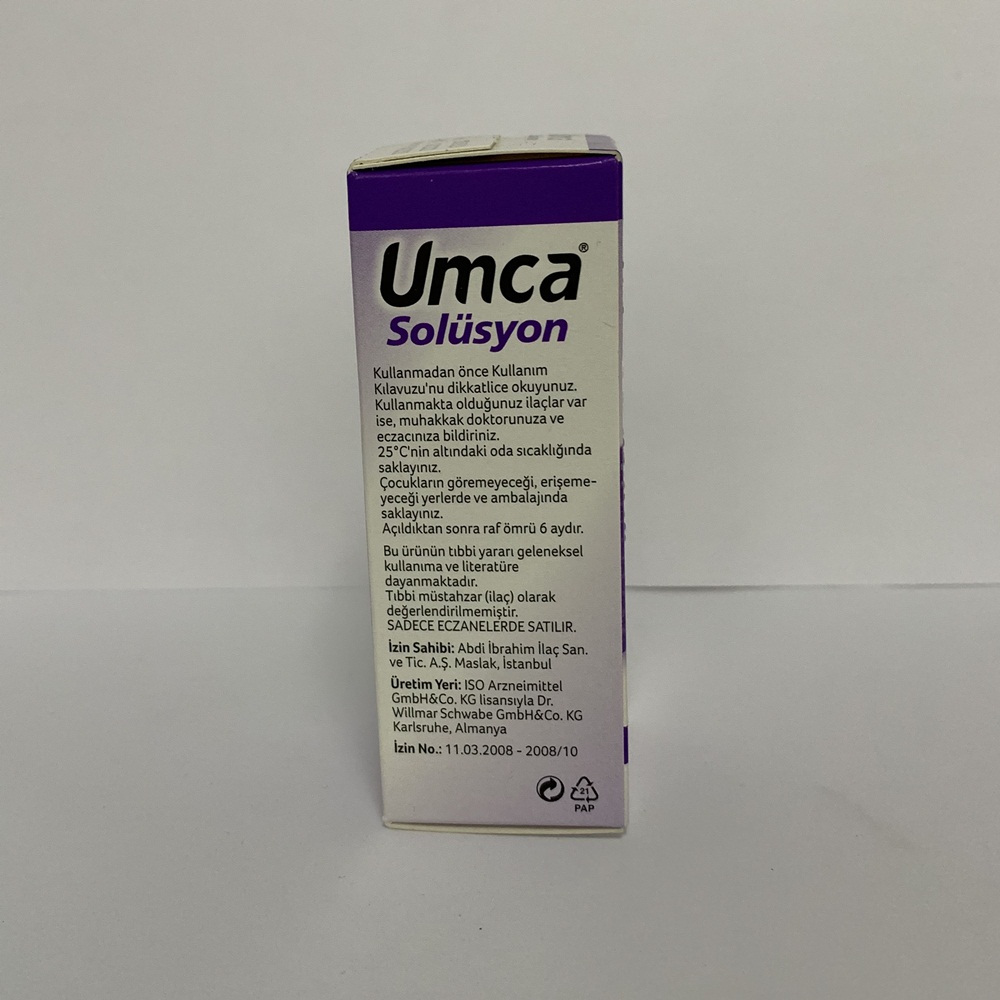 Umca®
Solüsyon
Kullanmadan önce Kullanım
Kılavuzu'nu dikkatlice okuyunuz.
Kullanmakta olduğunuz ilaçlar var
ise, muhakkak doktorunuza ve
eczacınıza bildiriniz.
25°C'nin altındaki oda sıcaklığında
saklayınız.
Çocukların göremeyeceği, erişeme-
yeceği yerlerde ve ambalajında
saklayınız.
Açıldıktan sonra raf ömrü 6 aydır.
Bu ürünün tıbbi yararı geleneksel
kullanıma ve literatüre
dayanmaktadır.
Tıbbi müstahzar (ilaç) olarak
değerlendirilmemiştir.
SADECE ECZANELERDE SATILIR.
İzin Sahibi: Abdi İbrahim İlaç San.
ve Tic. A.Ş. Maslak, İstanbul
Üretim Yeri: ISO Arzneimittel
GmbH&Co. KG lisansıyla Dr.
Willmar Schwabe GmbH&Co. KG
Karlsruhe, Almanya
İzin No.: 11.03.2008 - 2008/10
21
PAP